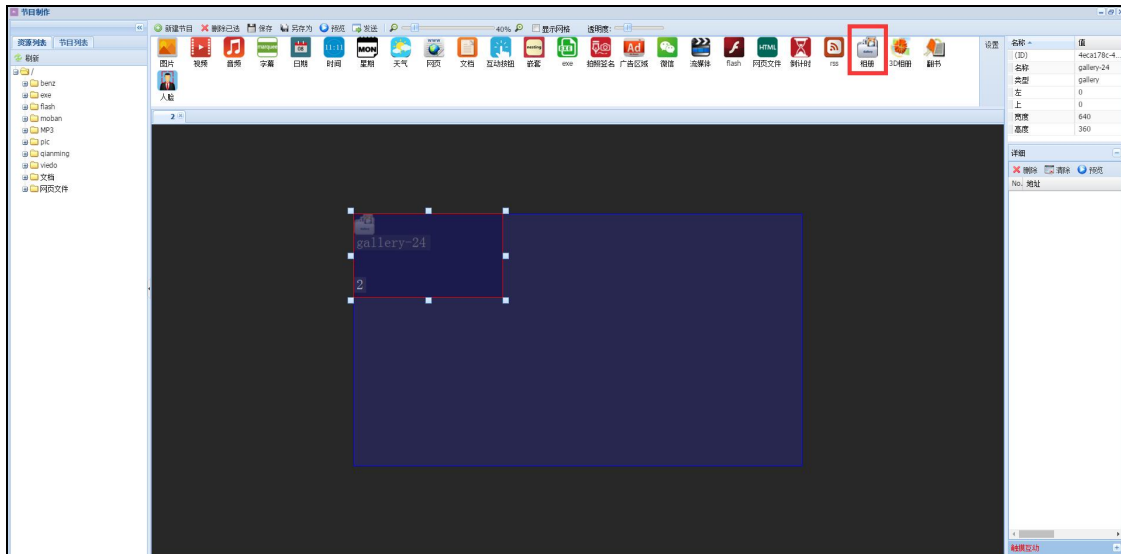 节目制作
资源列表 节目列表
刷新
/
benz
exe
flash
moban
MP3
pic
qianming
viedo
文档
网页文件
新建节目 删除已选 保存 另存为 预览 发送 40% 显示网格 透明度:
图片 视频 音频 字幕 日期 时间 星期 天气 网页 文档 互动按钮 嵌套 exe 拍照签名 广告区域 微信 流媒体 flash 网页文件 倒计时 rss 相册 3D相册 翻书
人脸
设置
2
gallery-24
2
名称 值
(ID) 4eca178c-4...
名称 gallery-24
类型 gallery
左 0
上 0
宽度 640
高度 360
详细
删除 清除 预览
No. 地址
触摸互动